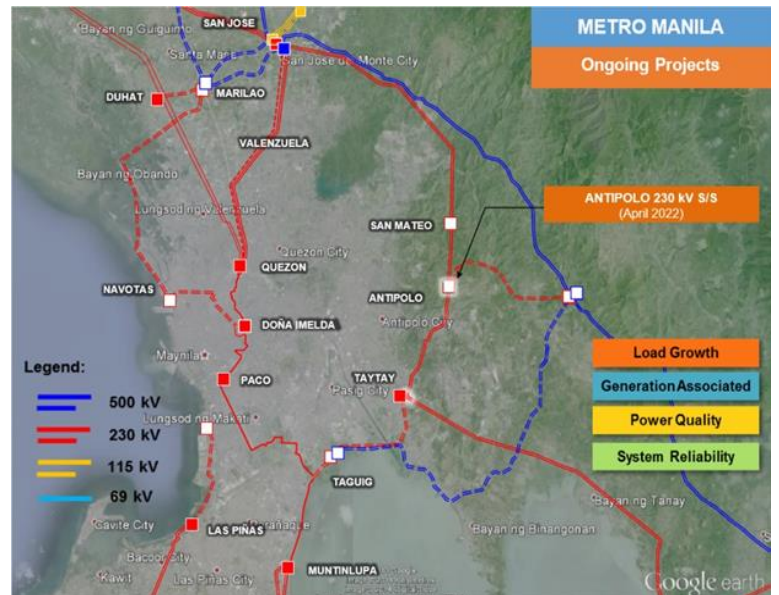 METRO MANILA
Ongoing Projects
SAN JOSE
Bayan ng Guiguinto
Santa Maria
San Jose del Monte City
MARILAO
DUHAT
VALENZUELA
Bayan ng Obando
Lungsod ng Valenzuela
ANTIPOLO 230 kV S/S
(April 2022)
SAN MATEO
Quezon City
QUEZON
NAVOTAS
ANTIPOLO
DOÑA IMELDA
Antipolo City
Maynila
Load Growth
Legend:
PACO
TAYTAY
Pasig City
Generation Associated
500 kV
Lungsod ng Makati
Power Quality
230 kV
System Reliability
115 kV
TAGUIG
69 kV
Bayan ng Tanay
Cavite City
LAS PIÑAS
Bayan ng Binangonan
Bacoor City
Kawit
Las Piñas City
MUNTINLUPA
Google earth